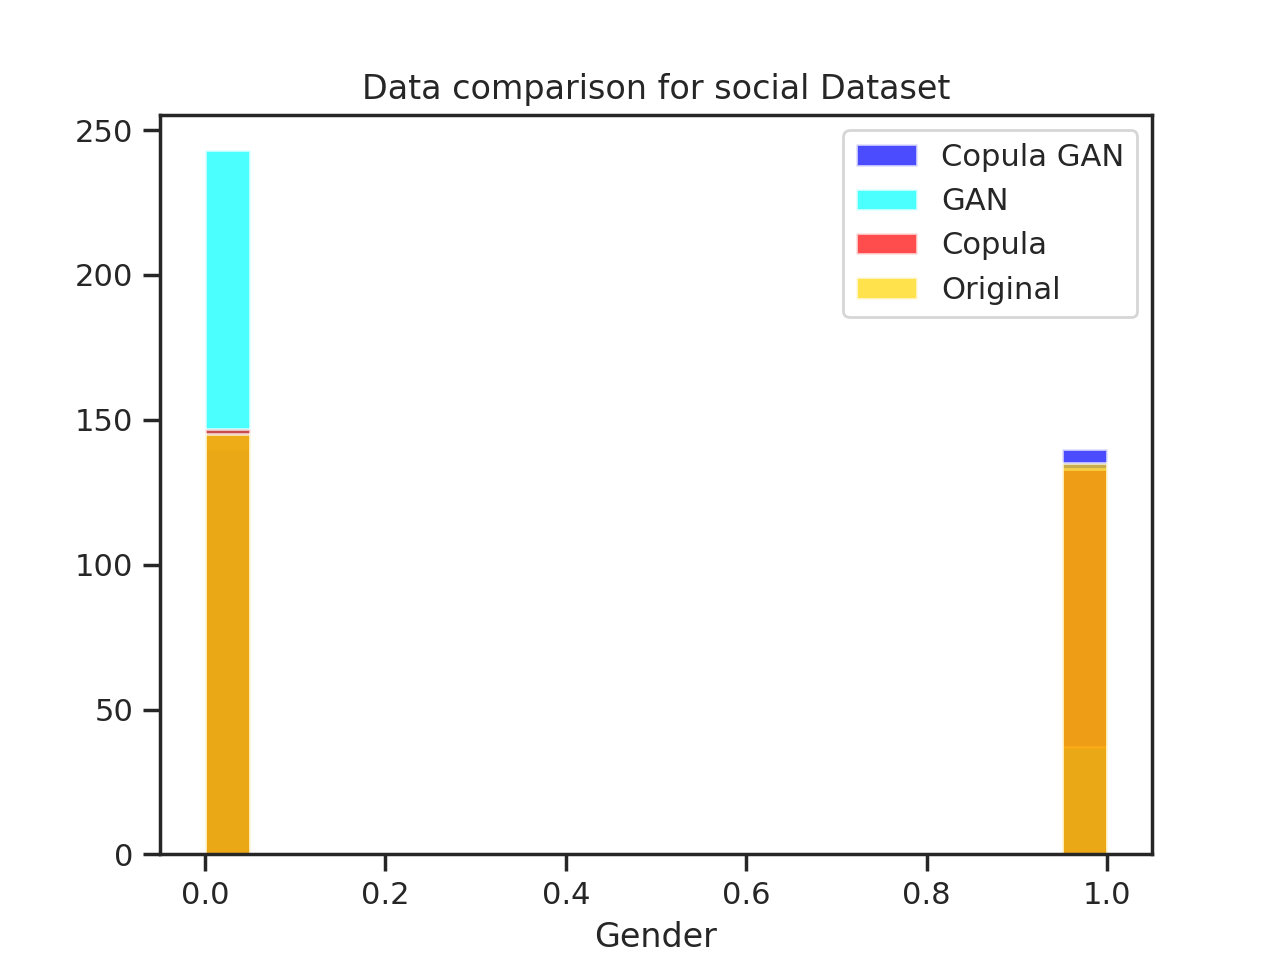 Data comparison for social Dataset
250
200
150
100
50
0
Copula GAN
GAN
Copula
Original
0.0 0.2 0.4 0.6 0.8 1.0
Gender